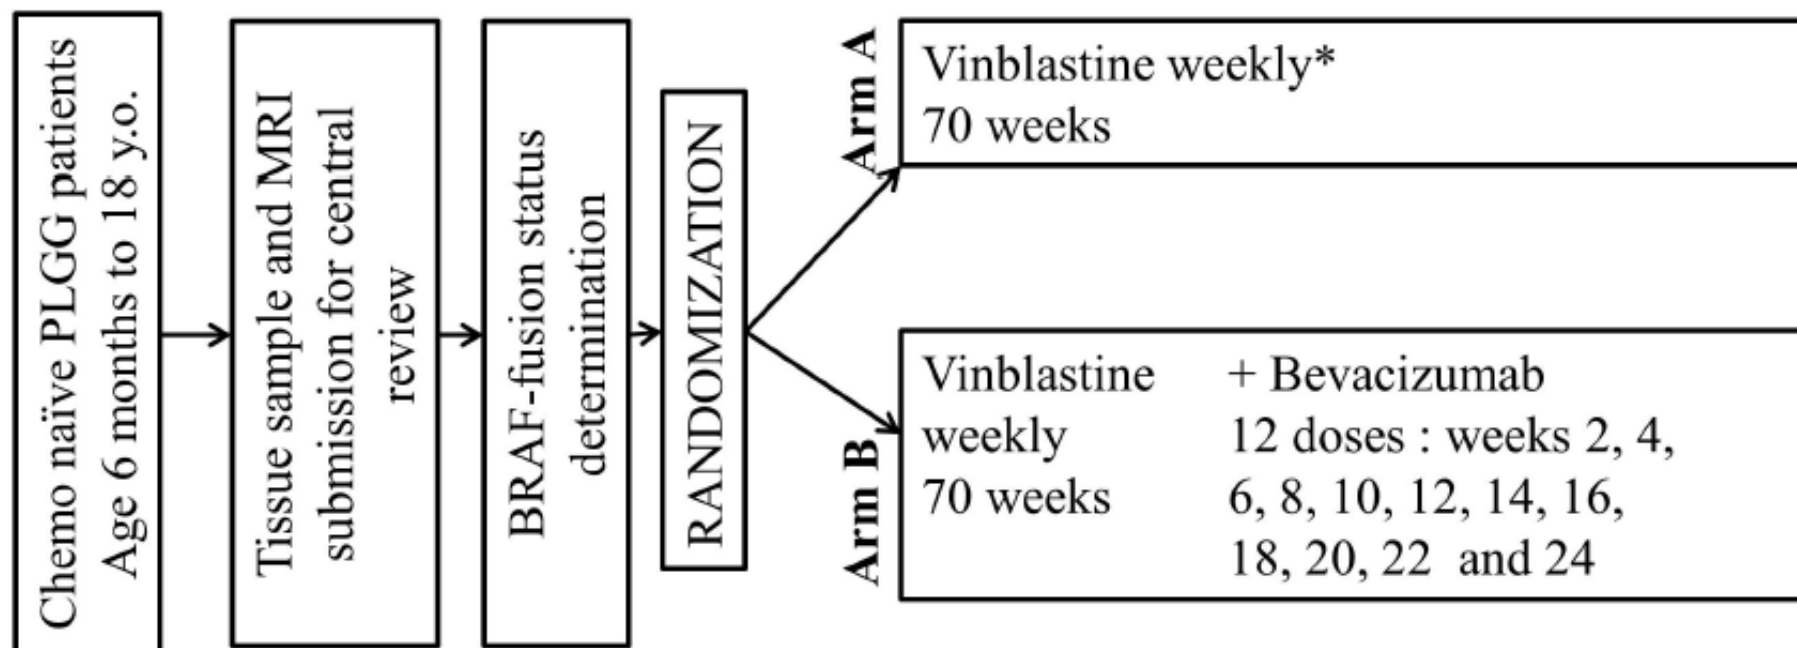 Chemo naïve PLGG patients
Age 6 months to 18 y.o.
Tissue sample and MRI
submission for central
review
BRAF-fusion status
determination
RANDOMIZATION
Arm A
Vinblastine weekly*
70 weeks
Arm B
Vinblastine
weekly
70 weeks
+ Bevacizumab
12 doses : weeks 2, 4,
6, 8, 10, 12, 14, 16,
18, 20, 22 and 24